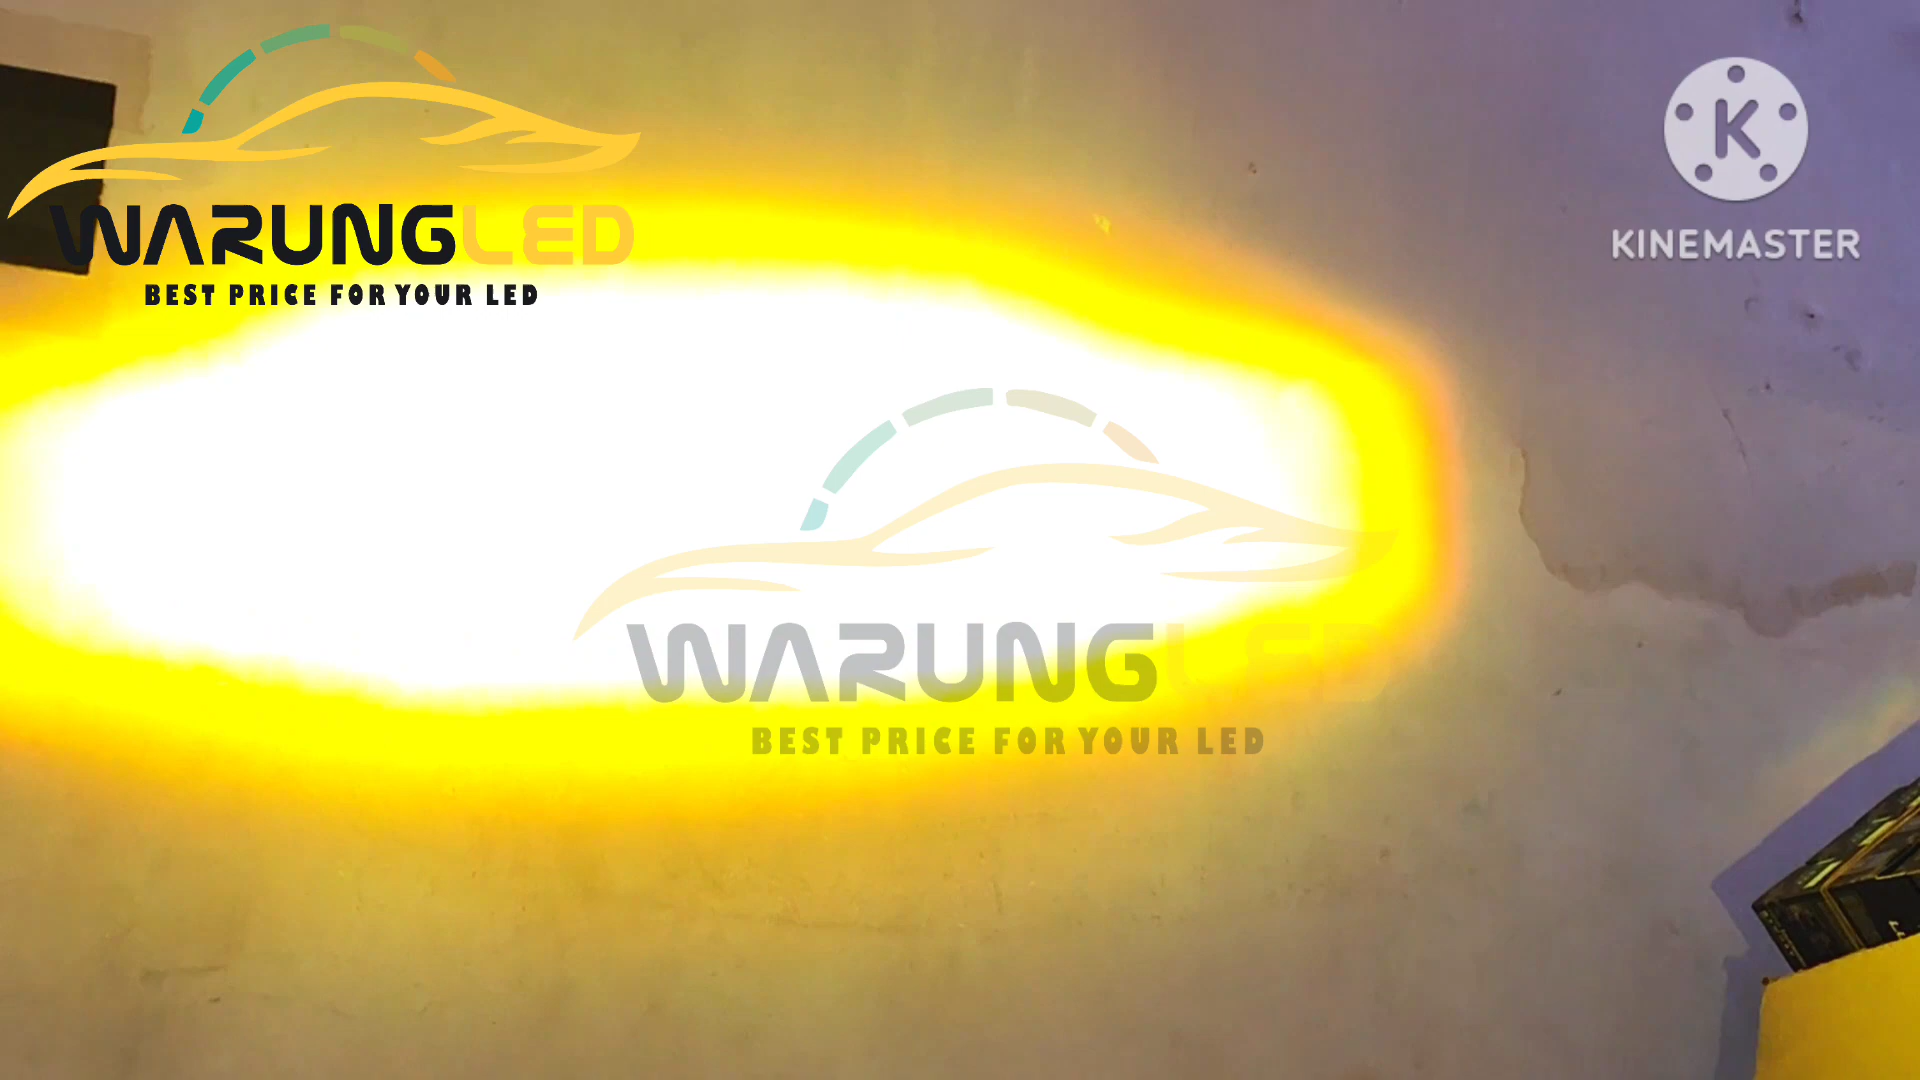 WARUNGLED
BEST PRICE FOR YOUR LED
K
KINEMASTER
WARUNGLED
BEST PRICE FOR YOUR LED